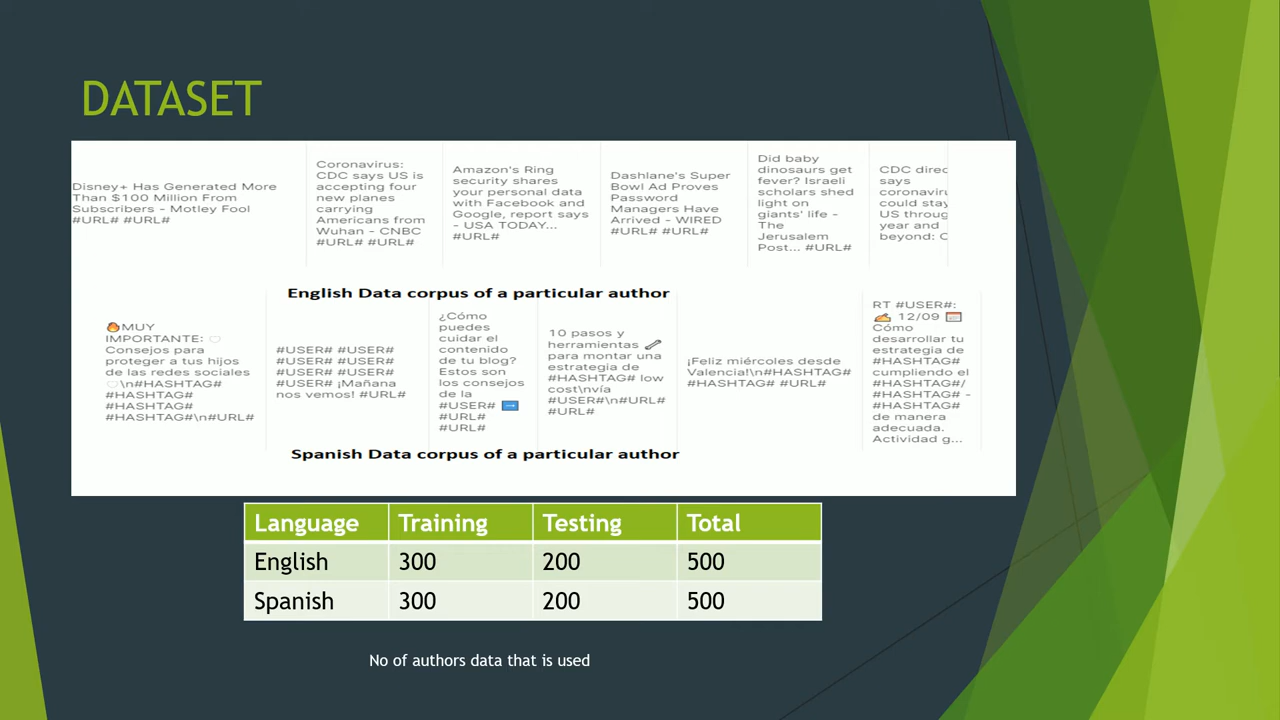 DATASET
Disney+ Has Generated More
Than $100 Million From
Subscribers - Motley Fool
#URL# #URL#
Coronavirus:
CDC says US is
accepting four
new planes
carrying
Americans from
Wuhan - CNBC
#URL# #URL#
Amazon's Ring
security shares
your personal data
with Facebook and
Google, report says
- USA TODAY...
#URL#
Dashlane's Super
Bowl Ad Proves
Password
Managers Have
Arrived - WIRED
#URL# #URL#
Did baby
dinosaurs get
fever? Israeli
scholars shed
light on
giants' life -
The
Jerusalem
Post... #URL#
CDC direc
says
coronaviru
could stay
US throug
year and
beyond: C
English Data corpus of a particular author
🔥MUY
IMPORTANTE: ♡
Consejos para
proteger a tus hijos
de las redes sociales
♡\n#HASHTAG#
#HASHTAG#
#HASHTAG#
#HASHTAG#\n#URL#
#USER# #USER#
#USER# #USER#
#USER# #USER#
#USER# ¡Mañana
nos vemos! #URL#
¿Cómo
puedes
cuidar el
contenido
de tu blog?
Estos son
los consejos
de la
#USER# ➡
#URL#
#URL#
10 pasos y
herramientas
para montar una
estrategia de
#HASHTAG# low
cost\nvía
#USER#\n#URL#
#URL#
¡Feliz miércoles desde
Valencia!\n#HASHTAG#
#HASHTAG# #URL#
RT #USER#:
✍ 12/09 📅
Cómo
desarrollar tu
estrategia de
#HASHTAG#
cumpliendo el
#HASHTAG#/
#HASHTAG# -
#HASHTAG#
de manera
adecuada.
Actividad g...
Spanish Data corpus of a particular author
Language Training Testing Total
English 300 200 500
Spanish 300 200 500
No of authors data that is used